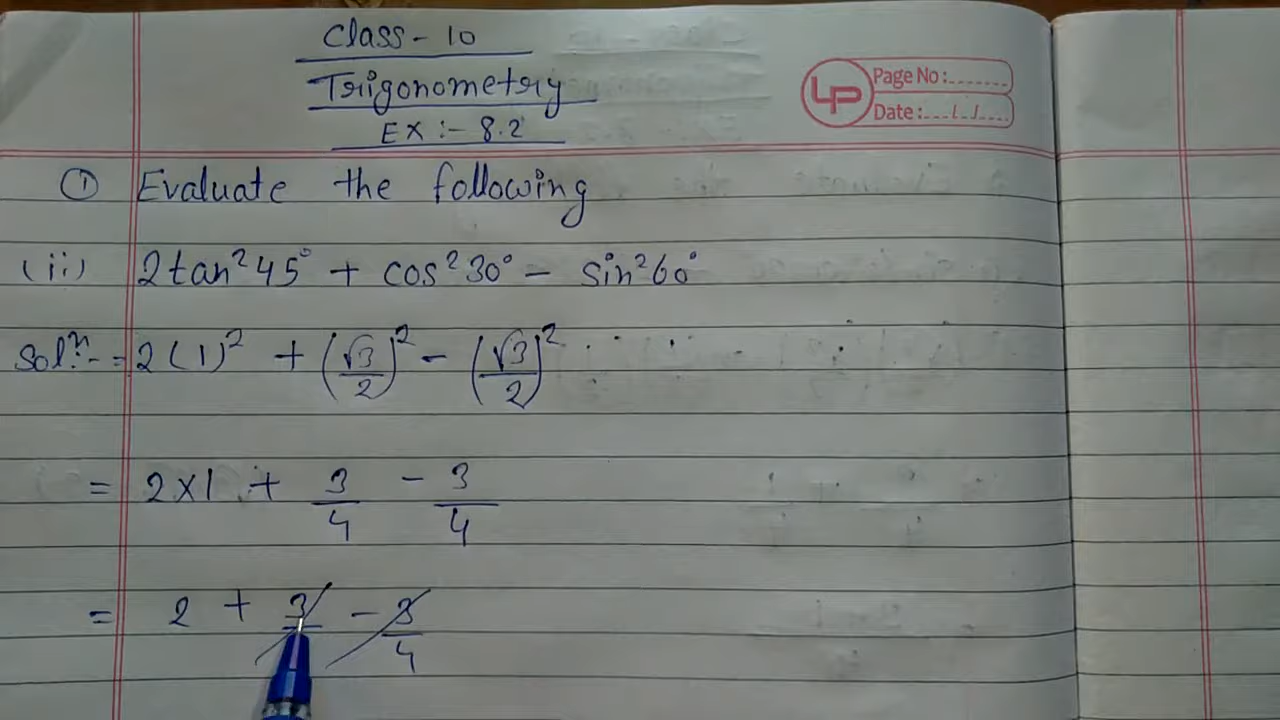 Class - 10
Trigonometry
EX :- 8.2
LP Page No :.......
Date :..../../....
① Evaluate the following
(ii) 2tan²45° + cos²30° - sin²60°
Solⁿ:- = 2(1)² + (√3/2)² - (√3/2)²
= 2×1 + 3/4 - 3/4
= 2 + 3 - 3/4